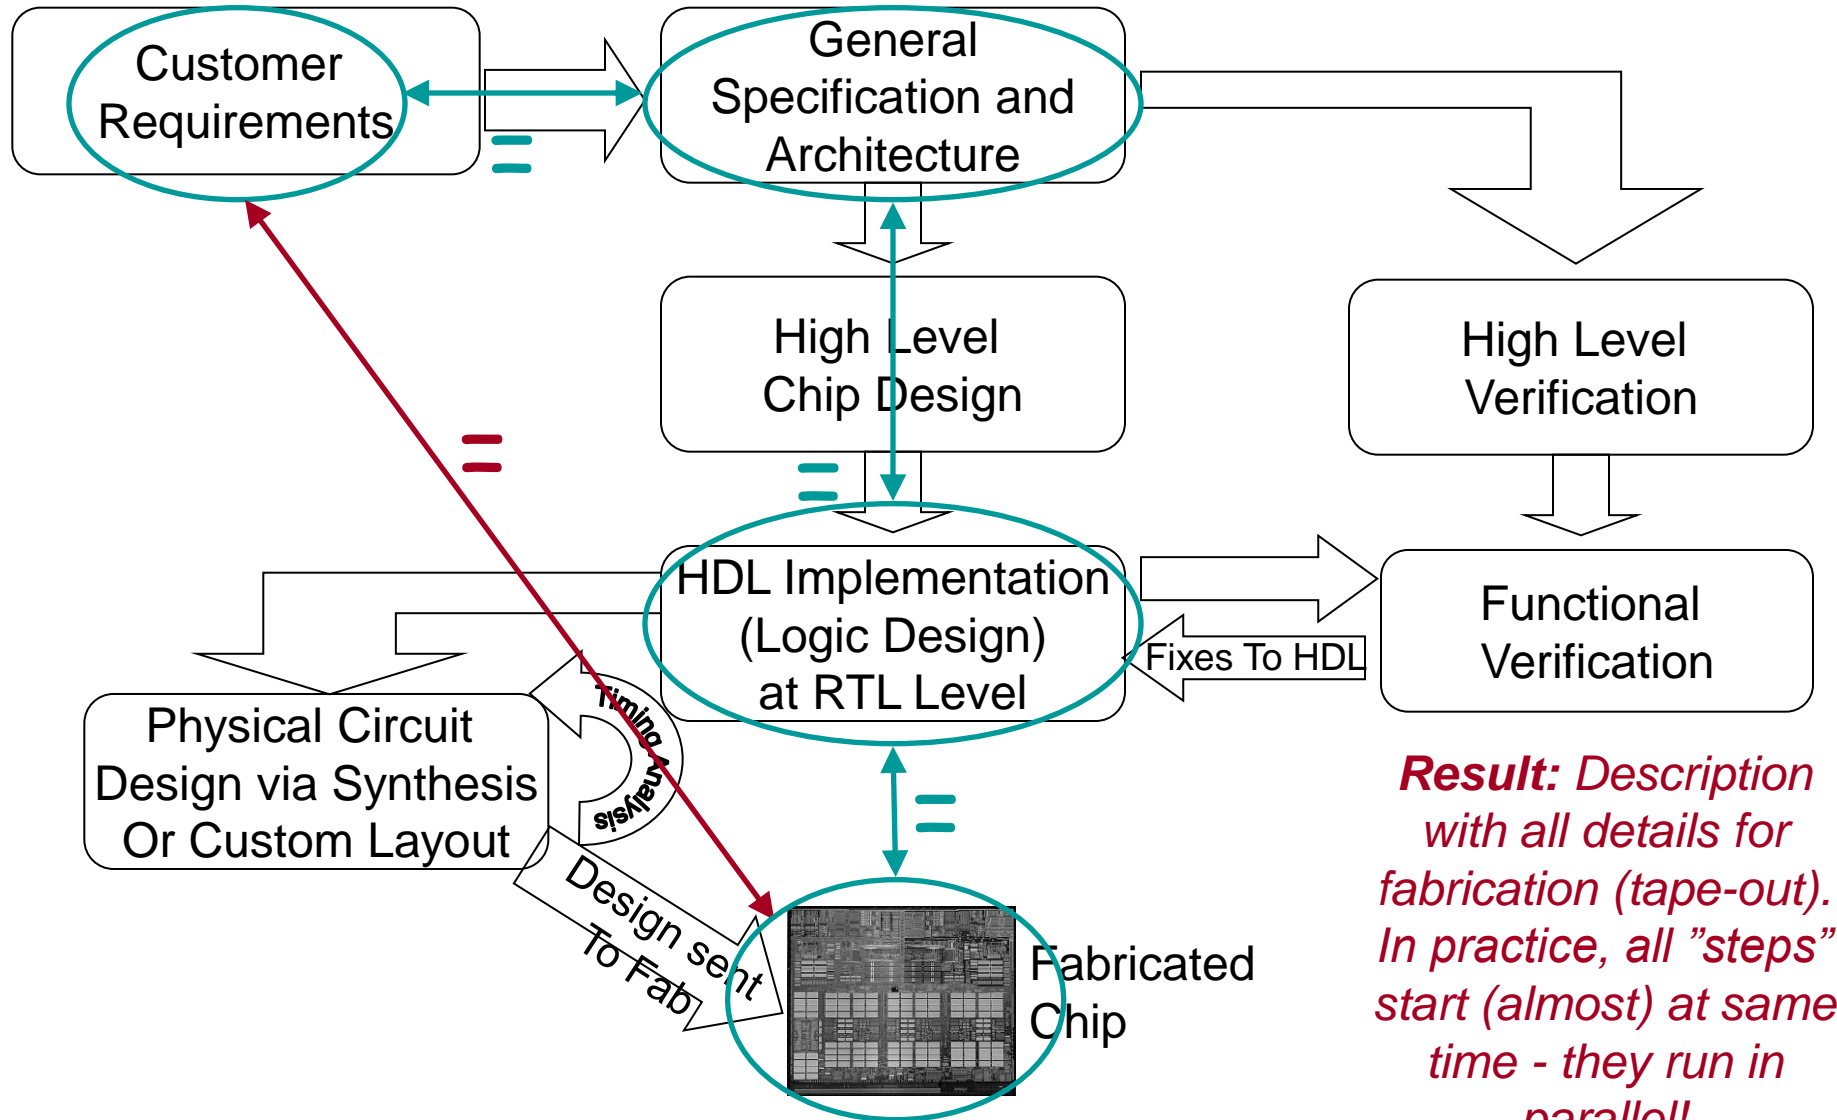 Customer
Requirements
General
Specification and
Architecture
=
High Level
Chip Design
High Level
Verification
=
=
HDL Implementation
(Logic Design)
at RTL Level
Functional
Verification
Fixes To HDL
Timing Analysis
Physical Circuit
Design via Synthesis
Or Custom Layout
=
Design sent
To Fab
Fabricated
Chip
Result: Description
with all details for
fabrication (tape-out).
In practice, all ”steps”
start (almost) at same
time - they run in
parallel!